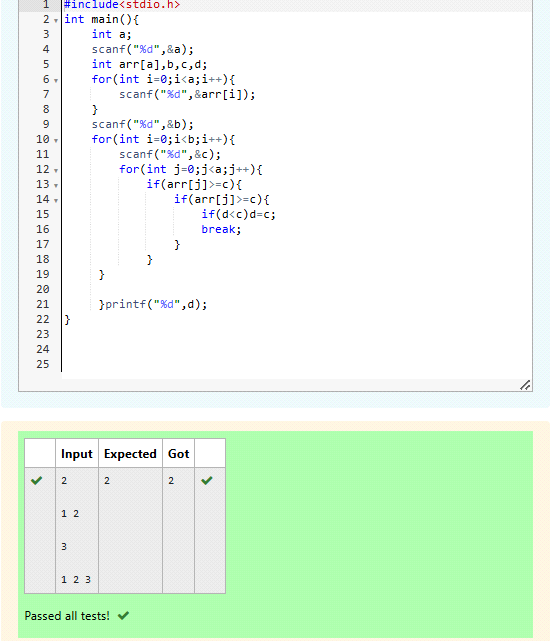 1 #include<stdio.h>
2 int main(){
3     int a;
4     scanf("%d",&a);
5     int arr[a],b,c,d;
6     for(int i=0;i<a;i++){
7         scanf("%d",&arr[i]);
8     }
9     scanf("%d",&b);
10     for(int i=0;i<b;i++){
11         scanf("%d",&c);
12         for(int j=0;j<a;j++){
13             if(arr[j]>=c){
14                 if(arr[j]>=c){
15                     if(d<c)d=c;
16                     break;
17                 }
18             }
19      }
20
21      }printf("%d",d);
22 }
23
24
25
Input Expected Got
2 2 2
1 2
3
1 2 3
Passed all tests!